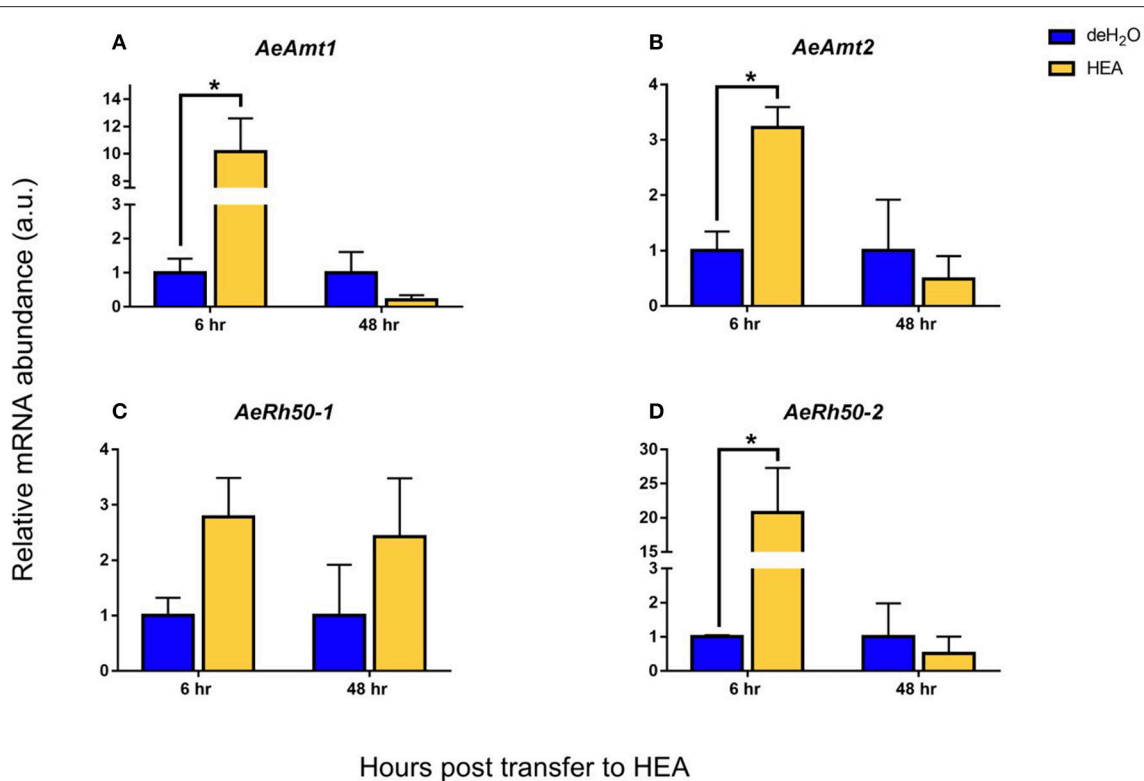 deH₂O
HEA
A
AeAmt1
*
14
12
10
8
3
2
1
0
6 hr
48 hr
B
AeAmt2
*
4
3
2
1
0
6 hr
48 hr
C
AeRh50-1
4
3
2
1
0
6 hr
48 hr
D
AeRh50-2
*
30
25
20
15
3
2
1
0
6 hr
48 hr
Relative mRNA abundance (a.u.)
Hours post transfer to HEA